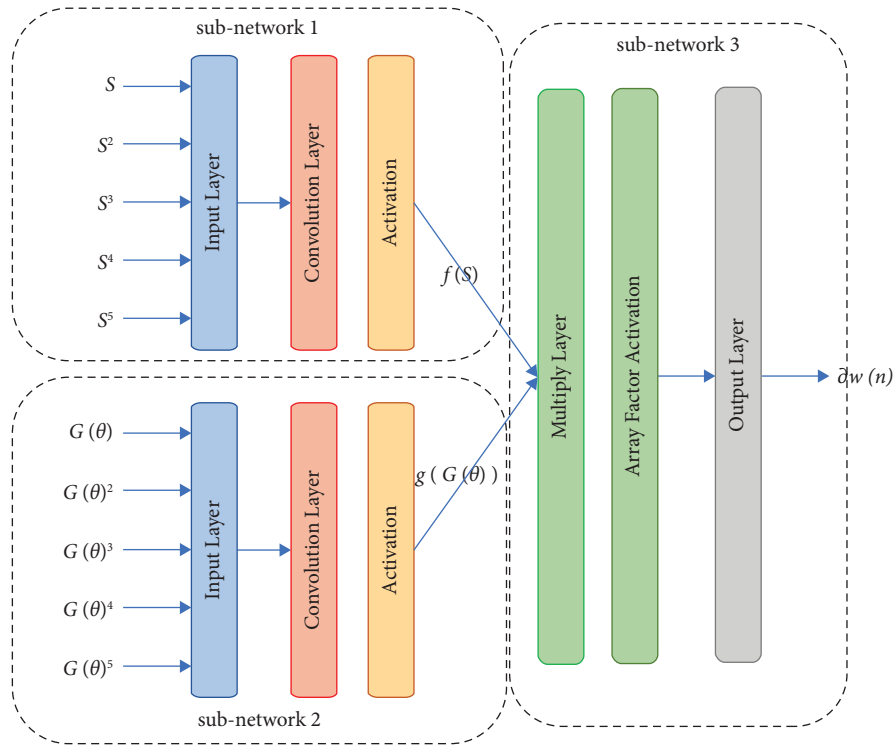 sub-network 1
S
S²
S³
S⁴
S⁵
Input Layer
Convolution Layer
Activation
f (S)
G (θ)
G (θ)²
G (θ)³
G (θ)⁴
G (θ)⁵
Input Layer
Convolution Layer
Activation
g ( G (θ) )
sub-network 2
sub-network 3
Multiply Layer
Array Factor Activation
Output Layer
∂w (n)